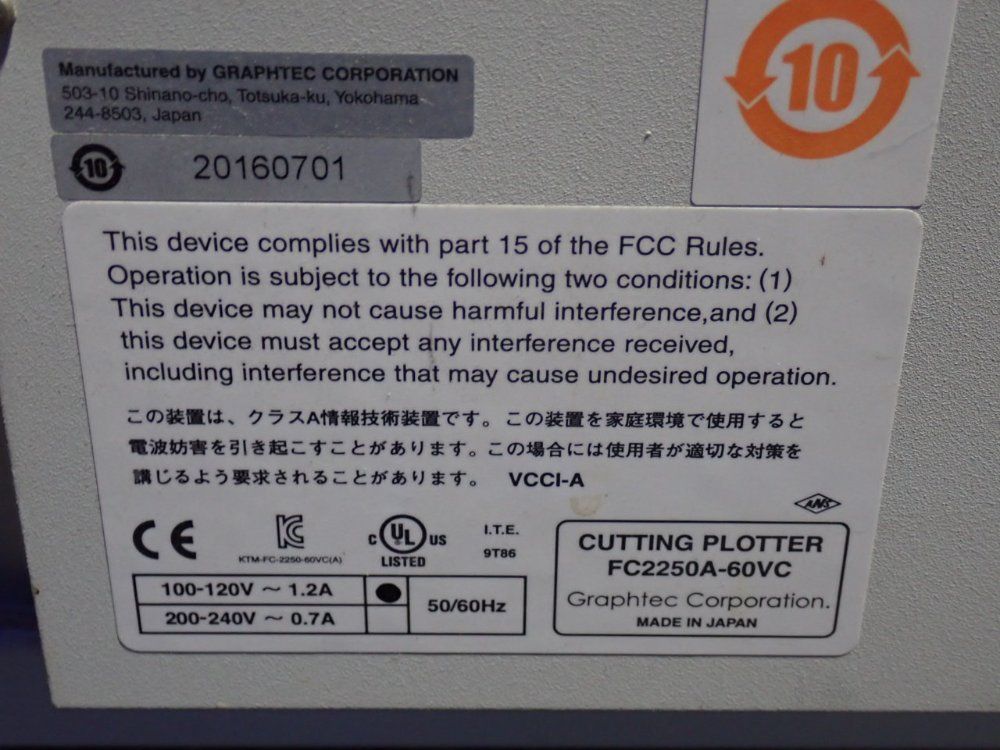 Manufactured by GRAPHTEC CORPORATION
503-10 Shinano-cho, Totsuka-ku, Yokohama
244-8503, Japan
10
10 20160701
This device complies with part 15 of the FCC Rules.
Operation is subject to the following two conditions: (1)
This device may not cause harmful interference,and (2)
this device must accept any interference received,
including interference that may cause undesired operation.
この装置は、クラスA情報技術装置です。この装置を家庭環境で使用すると
電波妨害を引き起こすことがあります。この場合には使用者が適切な対策を
講じるよう要求されることがあります。 VCCI-A
ANS
CE
KC
KTM-FC-2250-60VC(A)
C UL US
LISTED
I.T.E.
9T86
100-120V ~ 1.2A
200-240V ~ 0.7A
50/60Hz
CUTTING PLOTTER
FC2250A-60VC
Graphtec Corporation.
MADE IN JAPAN